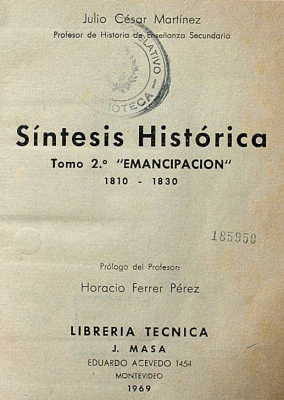 Julio César Martínez
Profesor de Historia de Enseñanza Secundaria
BIBLIOTECA
Síntesis Histórica
Tomo 2.º "EMANCIPACION"
1810 - 1830
185950
Prólogo del Profesor:
Horacio Ferrer Pérez
LIBRERIA TECNICA
J. MASA
EDUARDO ACEVEDO 1454
MONTEVIDEO
1969